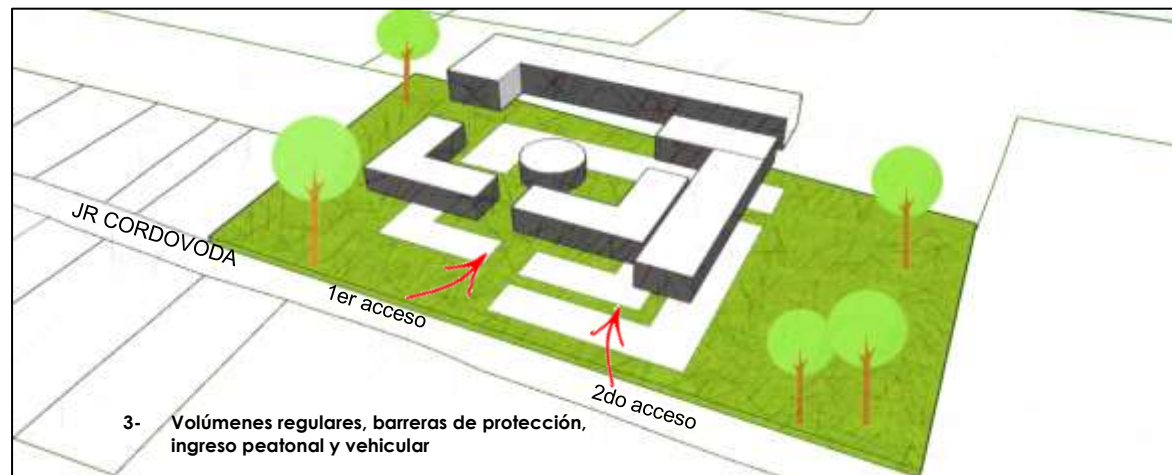 JR CORDOVODA
1er acceso
2do acceso
3- Volúmenes regulares, barreras de protección,
ingreso peatonal y vehicular